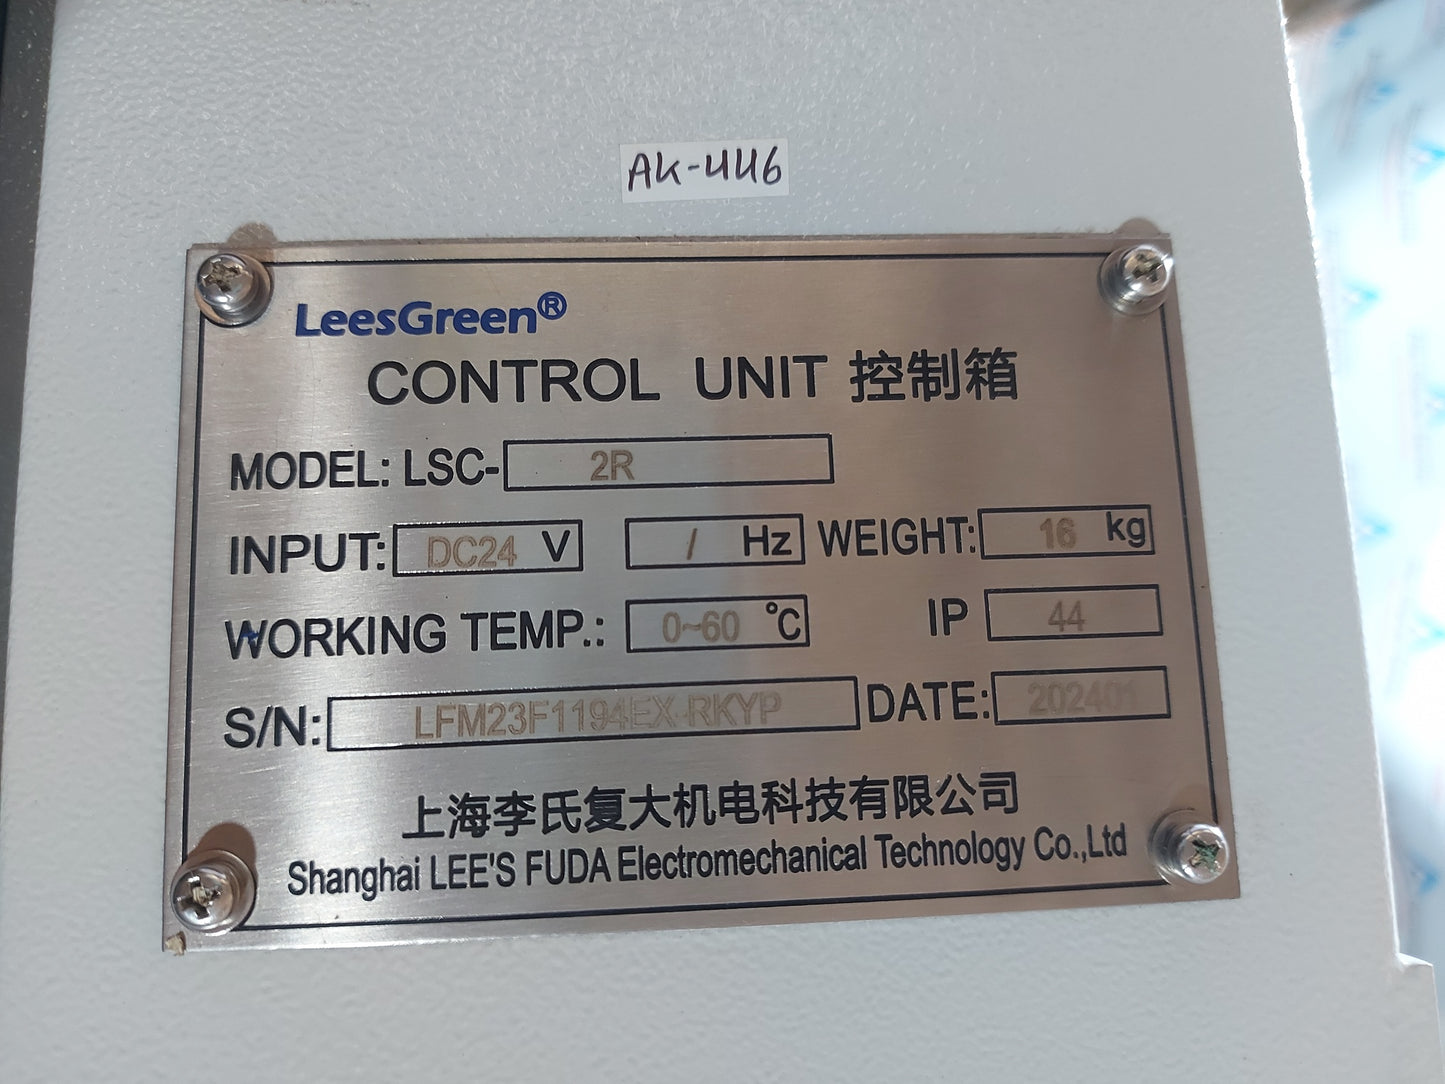 AK-446
LeesGreen®
CONTROL UNIT 控制箱
MODEL: LSC- 2R
INPUT: DC24 V / Hz WEIGHT: 16 kg
WORKING TEMP.: 0~60 ℃ IP 44
S/N: LFM23F1194EX-RKYP DATE: 202401
上海李氏复大机电科技有限公司
Shanghai LEE'S FUDA Electromechanical Technology Co.,Ltd